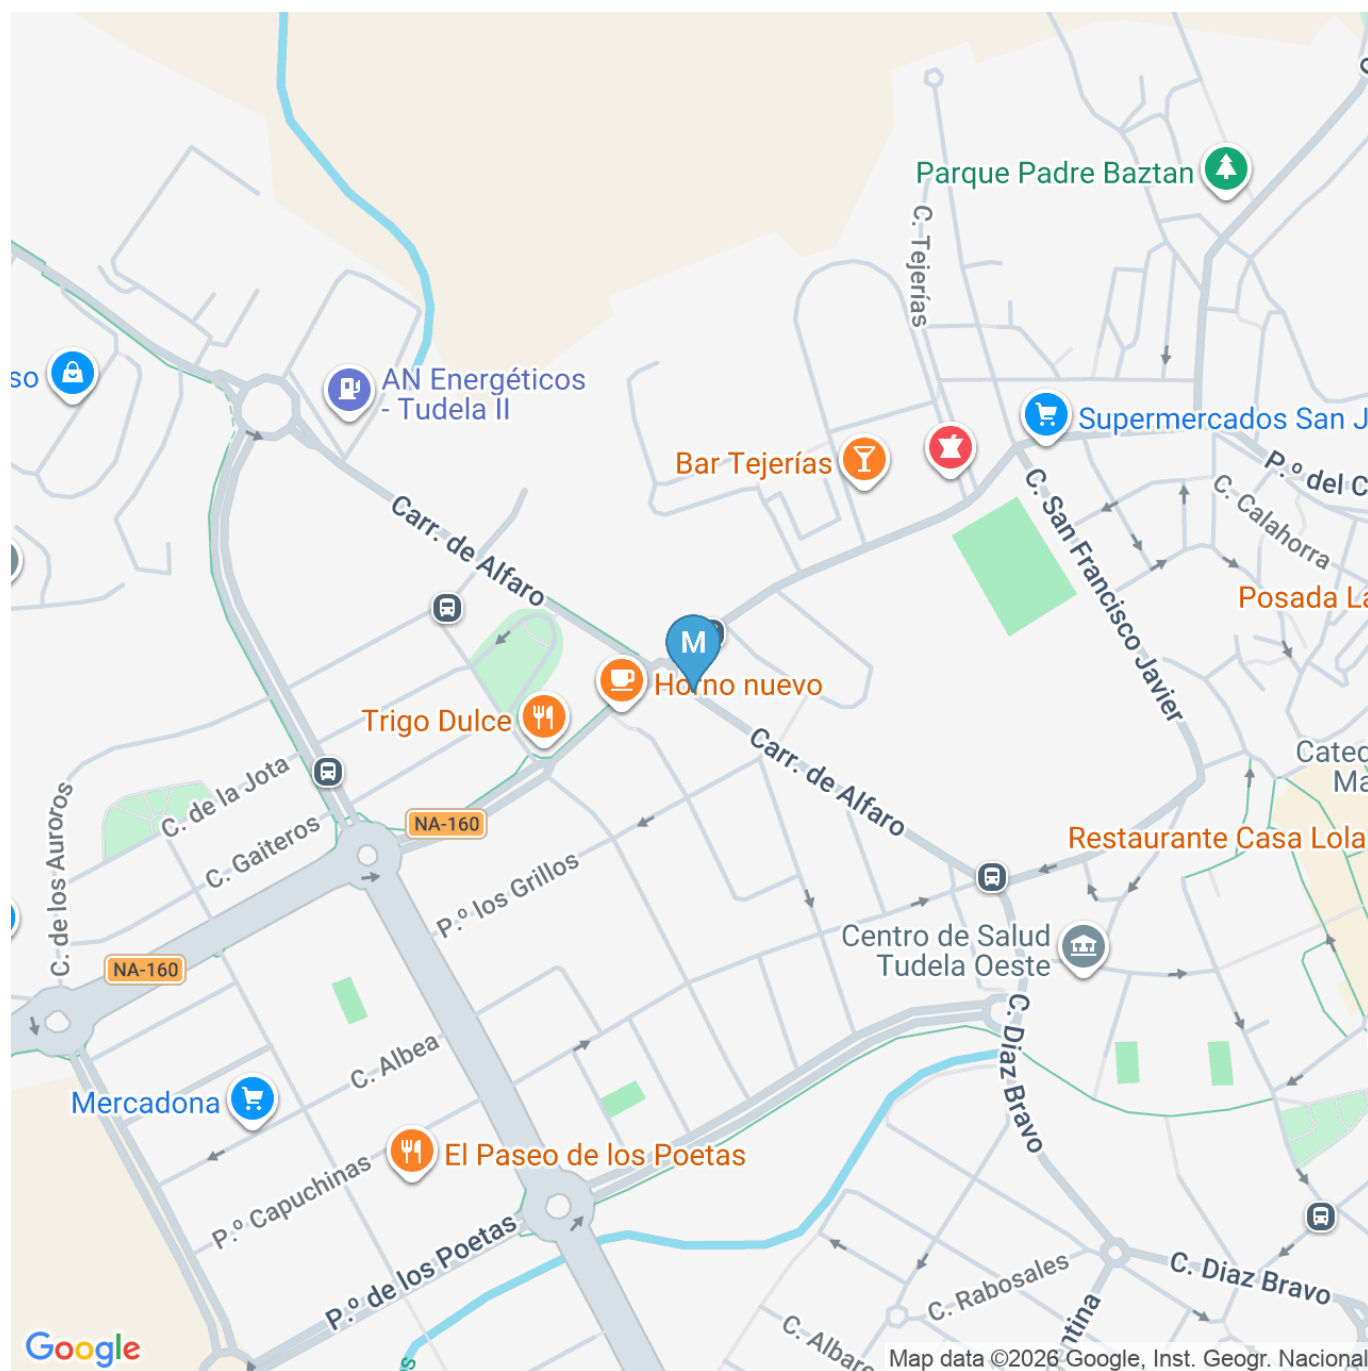 Parque Padre Baztan
C. Tejerías
so
AN Energéticos
- Tudela II
Supermercados San J
Bar Tejerías
P.º del C
C. Calahorra
C. San Francisco Javier
Carr. de Alfaro
Posada La
M
Horno nuevo
Trigo Dulce
Carr. de Alfaro
Cated
Ma
C. de la Jota
C. de los Auroros
C. Gaiteros
NA-160
Restaurante Casa Lola
P.º los Grillos
Centro de Salud
Tudela Oeste
NA-160
C. Albea
C. Diaz Bravo
Mercadona
El Paseo de los Poetas
P.º Capuchinas
P.º de los Poetas
C. Rabosales
C. Diaz Bravo
ntina
C. Albare
os
Google
Map data ©2026 Google, Inst. Geogr. Nacional